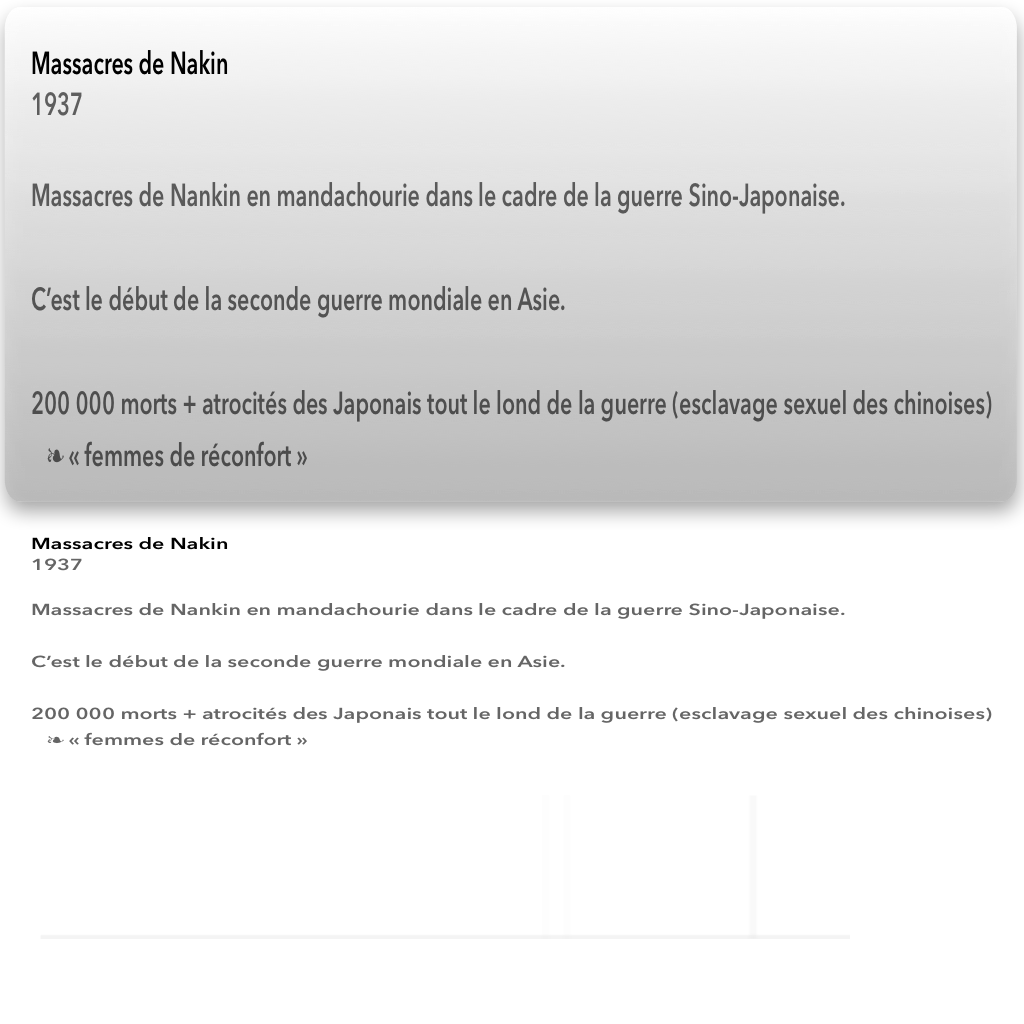 Massacres de Nakin
1937
Massacres de Nankin en mandachourie dans le cadre de la guerre Sino-Japonaise.
C’est le début de la seconde guerre mondiale en Asie.
200 000 morts + atrocités des Japonais tout le lond de la guerre (esclavage sexuel des chinoises)
❧ « femmes de réconfort »
Massacres de Nakin
1937
Massacres de Nankin en mandachourie dans le cadre de la guerre Sino-Japonaise.
C’est le début de la seconde guerre mondiale en Asie.
200 000 morts + atrocités des Japonais tout le lond de la guerre (esclavage sexuel des chinoises)
❧ « femmes de réconfort »